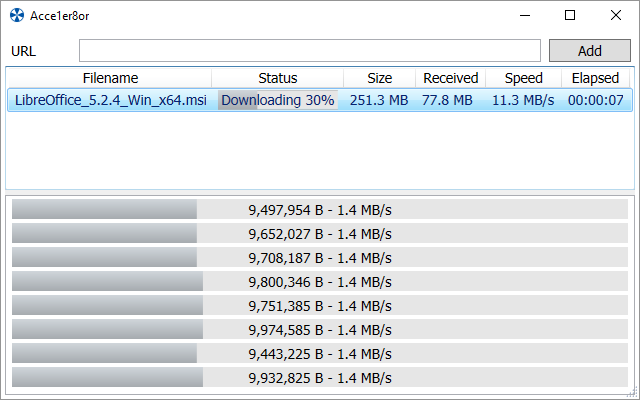 Acce1er8or
URL Add
Filename Status Size Received Speed Elapsed
LibreOffice_5.2.4_Win_x64.msi Downloading 30% 251.3 MB 77.8 MB 11.3 MB/s 00:00:07
9,497,954 B - 1.4 MB/s
9,652,027 B - 1.4 MB/s
9,708,187 B - 1.4 MB/s
9,800,346 B - 1.4 MB/s
9,751,385 B - 1.4 MB/s
9,974,585 B - 1.4 MB/s
9,443,225 B - 1.4 MB/s
9,932,825 B - 1.4 MB/s